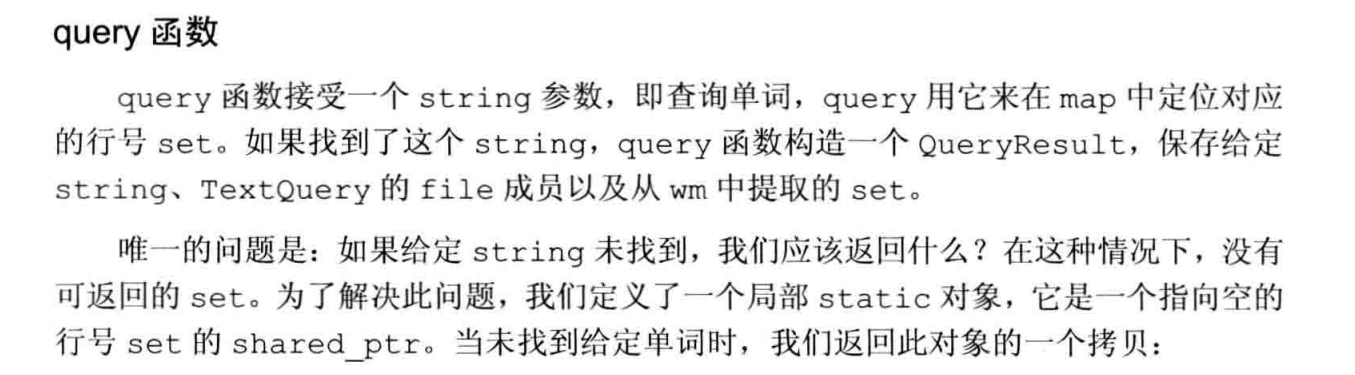 query 函数
query 函数接受一个 string 参数，即查询单词，query 用它来在 map 中定位对应
的行号 set。如果找到了这个 string，query 函数构造一个 QueryResult，保存给定
string、TextQuery 的 file 成员以及从 wm 中提取的 set。
唯一的问题是：如果给定 string 未找到，我们应该返回什么？在这种情况下，没有
可返回的 set。为了解决此问题，我们定义了一个局部 static 对象，它是一个指向空的
行号 set 的 shared_ptr。当未找到给定单词时，我们返回此对象的一个拷贝：